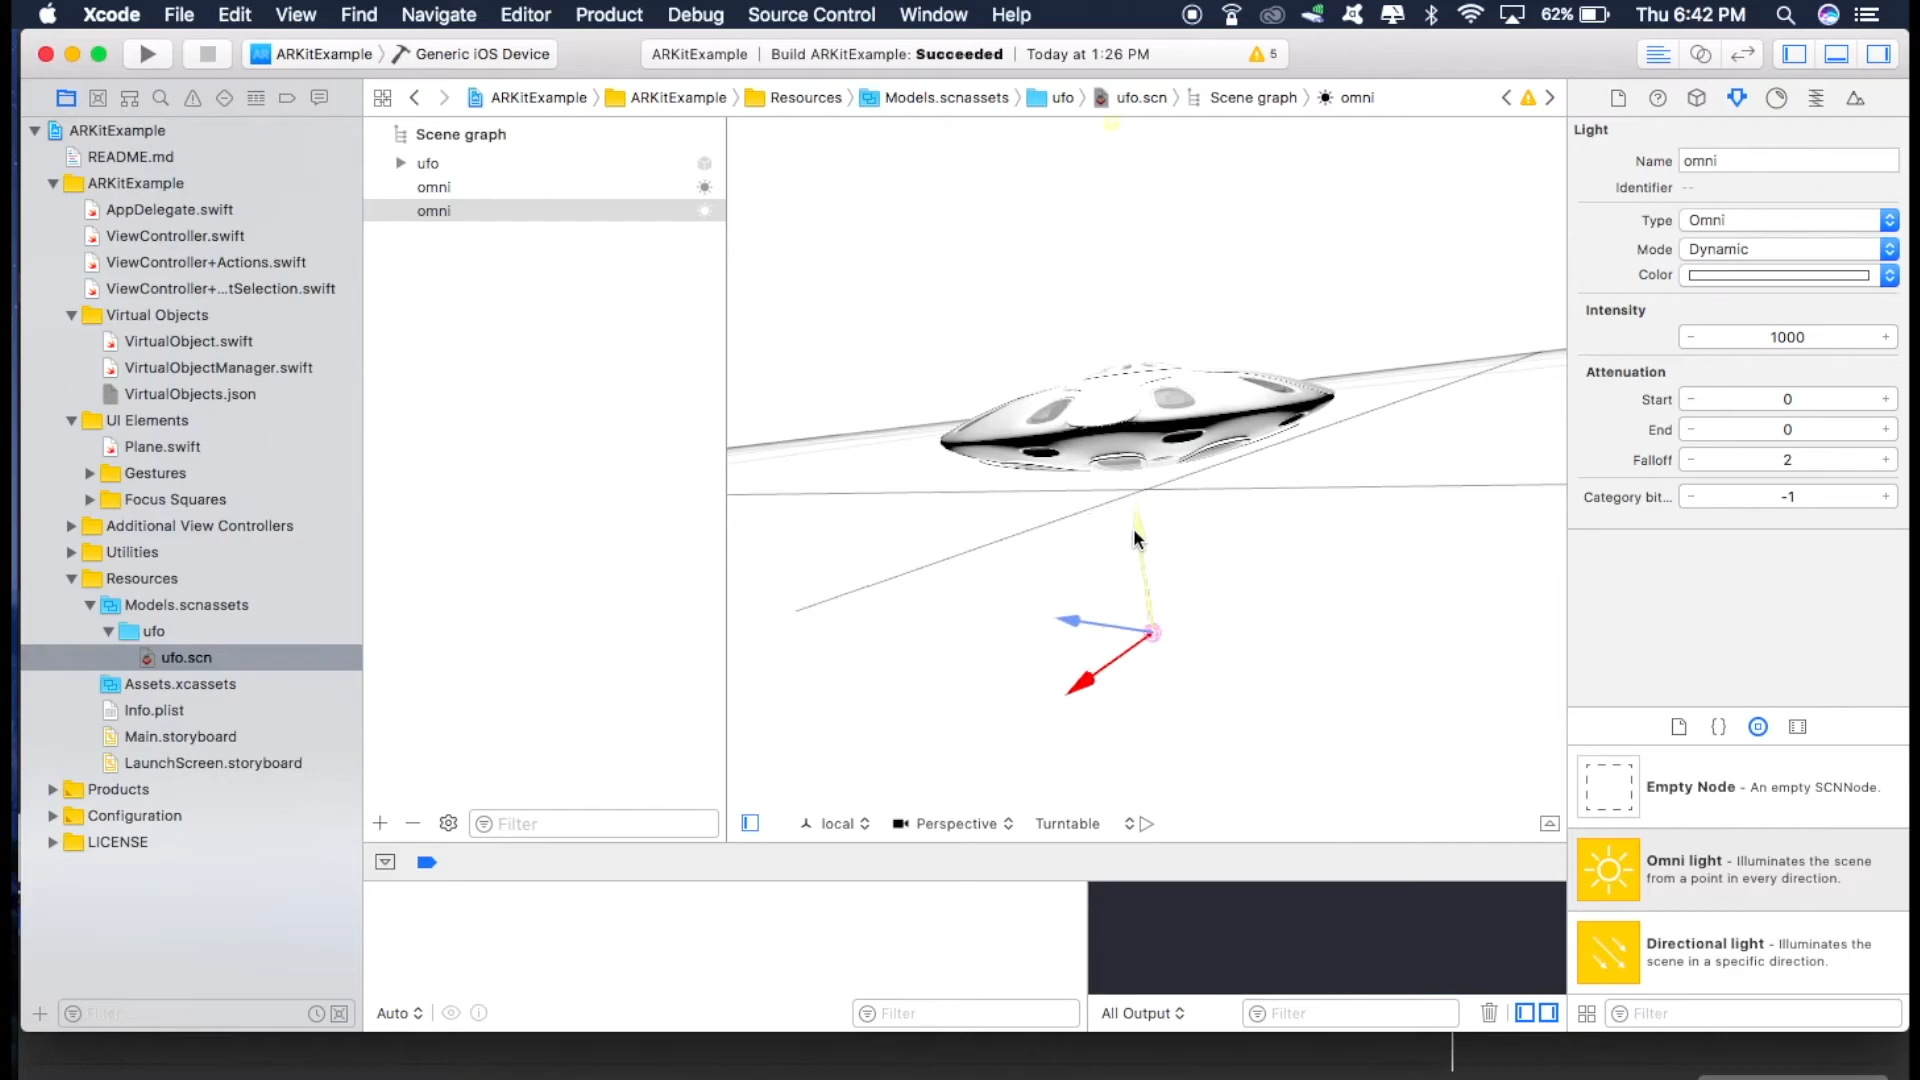 Xcode File Edit View Find Navigate Editor Product Debug Source Control Window Help 62% Thu 6:42 PM
ARKitExample Generic iOS Device ARKitExample | Build ARKitExample: Succeeded | Today at 1:26 PM 5
ARKitExample ARKitExample Resources Models.scnassets ufo ufo.scn Scene graph omni
ARKitExample
README.md
ARKitExample
AppDelegate.swift
ViewController.swift
ViewController+Actions.swift
ViewController+...tSelection.swift
Virtual Objects
VirtualObject.swift
VirtualObjectManager.swift
VirtualObjects.json
UI Elements
Plane.swift
Gestures
Focus Squares
Additional View Controllers
Utilities
Resources
Models.scnassets
ufo
ufo.scn
Assets.xcassets
Info.plist
Main.storyboard
LaunchScreen.storyboard
Products
Configuration
LICENSE
Filter
Scene graph
ufo
omni
omni
Filter
local Perspective Turntable
Auto
Filter
All Output
Filter
Light
Name omni
Identifier --
Type Omni
Mode Dynamic
Color
Intensity
1000
Attenuation
Start 0
End 0
Falloff 2
Category bit... -1
Empty Node - An empty SCNNode.
Omni light - Illuminates the scene
from a point in every direction.
Directional light - Illuminates the
scene in a specific direction.
Filter